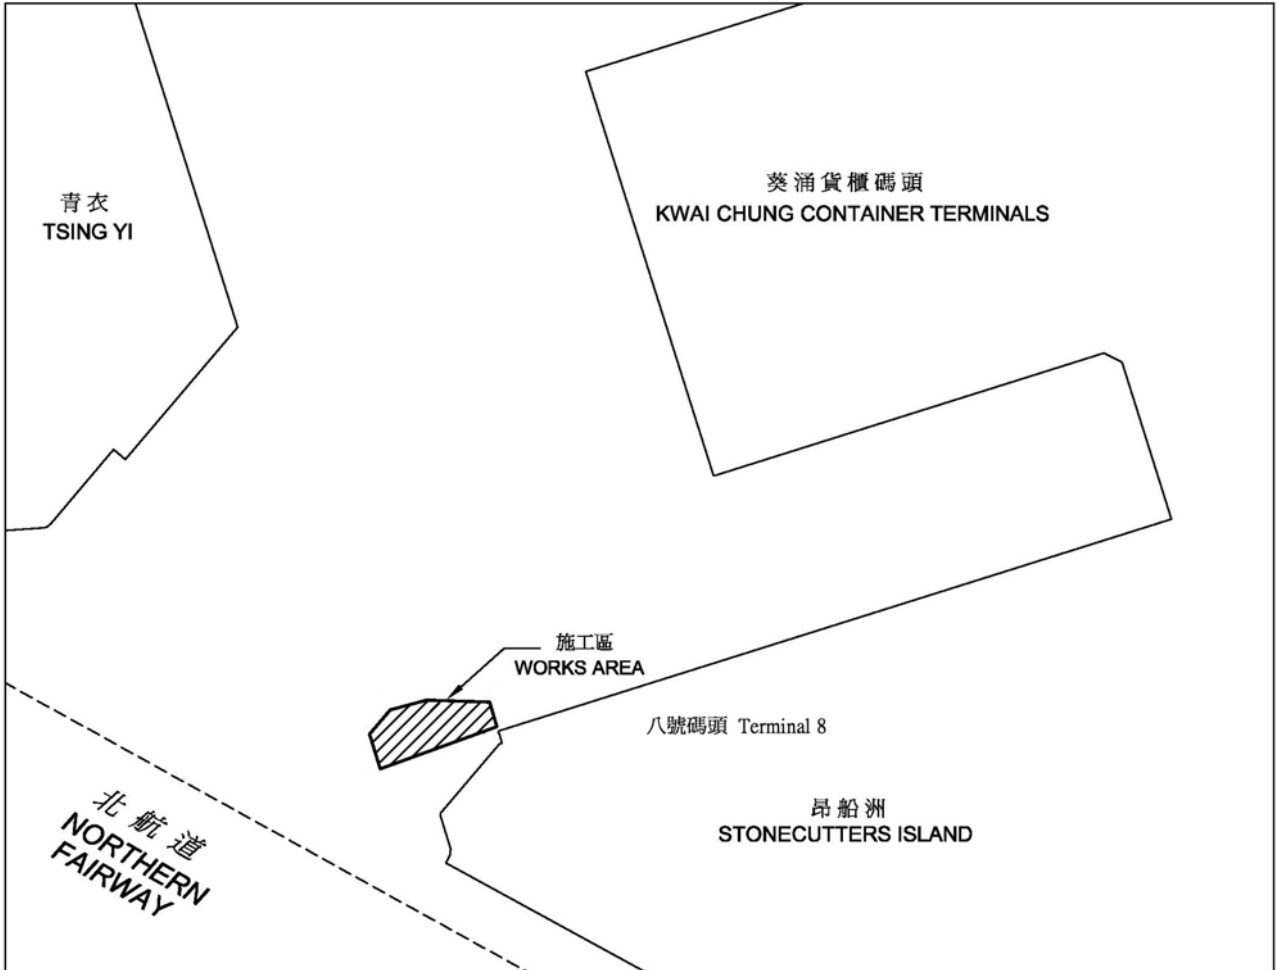 葵涌貨櫃碼頭
KWAI CHUNG CONTAINER TERMINALS
青衣
TSING YI
施工區
WORKS AREA
八號碼頭 Terminal 8
昂船洲
STONECUTTERS ISLAND
北航道
NORTHERN
FAIRWAY